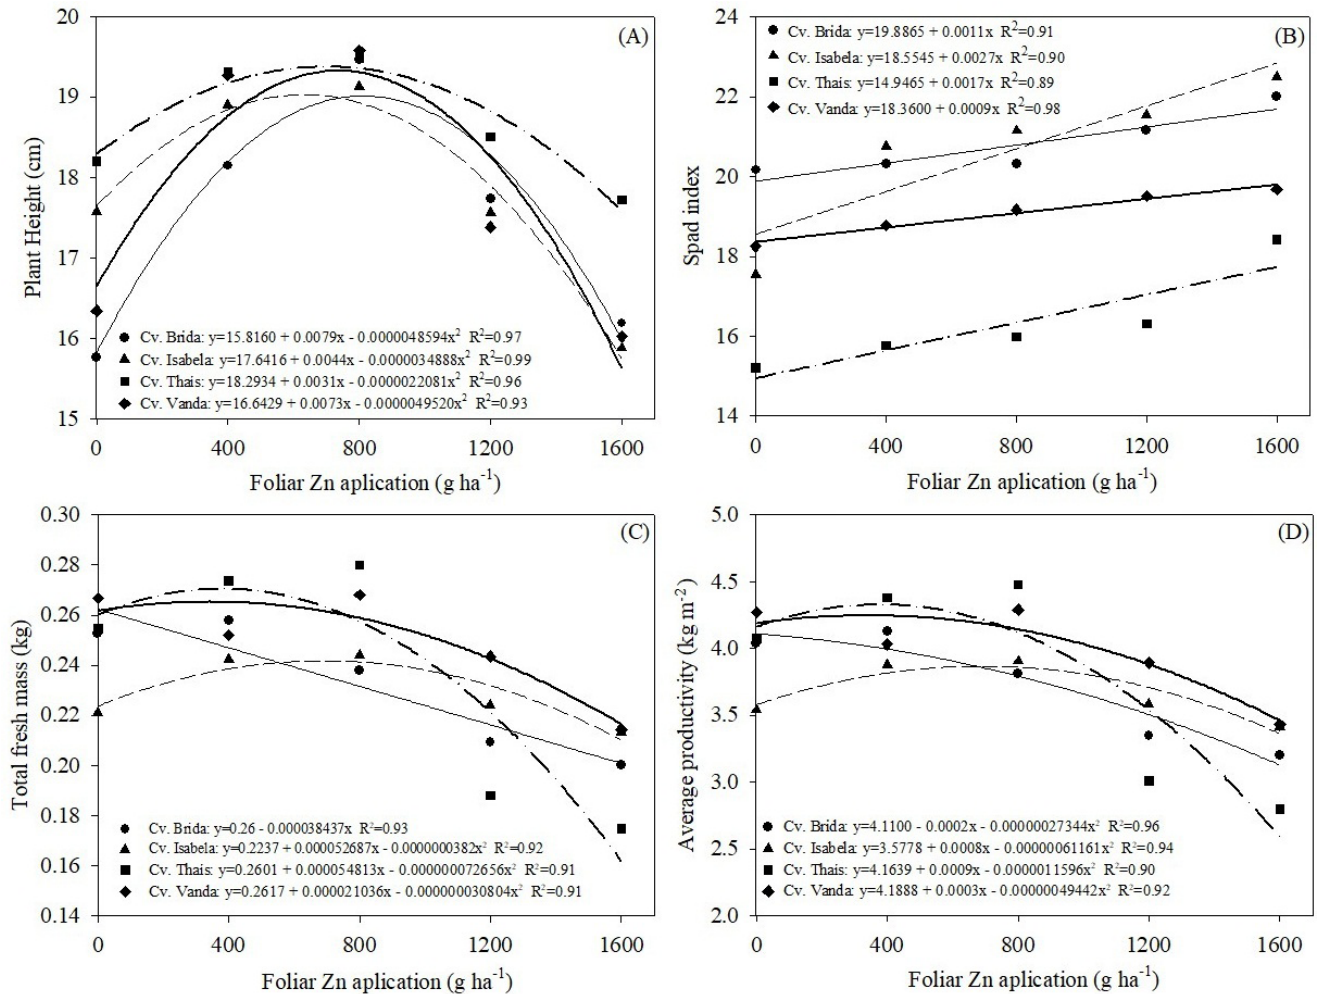 20
19
18
17
16
15
Plant Height (cm)
(A)
Cv. Brida: y=15.8160 + 0.0079x - 0.0000048594x² R²=0.97
Cv. Isabela: y=17.6416 + 0.0044x - 0.0000034888x² R²=0.99
Cv. Thais: y=18.2934 + 0.0031x - 0.0000022081x² R²=0.96
Cv. Vanda: y=16.6429 + 0.0073x - 0.0000049520x² R²=0.93
0 400 800 1200 1600
Foliar Zn aplication (g ha⁻¹)
24
22
20
18
16
14
Spad index
(B)
Cv. Brida: y=19.8865 + 0.0011x R²=0.91
Cv. Isabela: y=18.5545 + 0.0027x R²=0.90
Cv. Thais: y=14.9465 + 0.0017x R²=0.89
Cv. Vanda: y=18.3600 + 0.0009x R²=0.98
0 400 800 1200 1600
Foliar Zn aplication (g ha⁻¹)
0.30
0.28
0.26
0.24
0.22
0.20
0.18
0.16
0.14
Total fresh mass (kg)
(C)
Cv. Brida: y=0.26 - 0.000038437x R²=0.93
Cv. Isabela: y=0.2237 + 0.000052687x - 0.0000000382x² R²=0.92
Cv. Thais: y=0.2601 + 0.000054813x - 0.000000072656x² R²=0.91
Cv. Vanda: y=0.2617 + 0.000021036x - 0.000000030804x² R²=0.91
0 400 800 1200 1600
Foliar Zn aplication (g ha⁻¹)
5.0
4.5
4.0
3.5
3.0
2.5
2.0
Average productivity (kg m⁻²)
(D)
Cv. Brida: y=4.1100 - 0.0002x - 0.00000027344x² R²=0.96
Cv. Isabela: y=3.5778 + 0.0008x - 0.00000061161x² R²=0.94
Cv. Thais: y=4.1639 + 0.0009x - 0.0000011596x² R²=0.90
Cv. Vanda: y=4.1888 + 0.0003x - 0.00000049442x² R²=0.92
0 400 800 1200 1600
Foliar Zn aplication (g ha⁻¹)